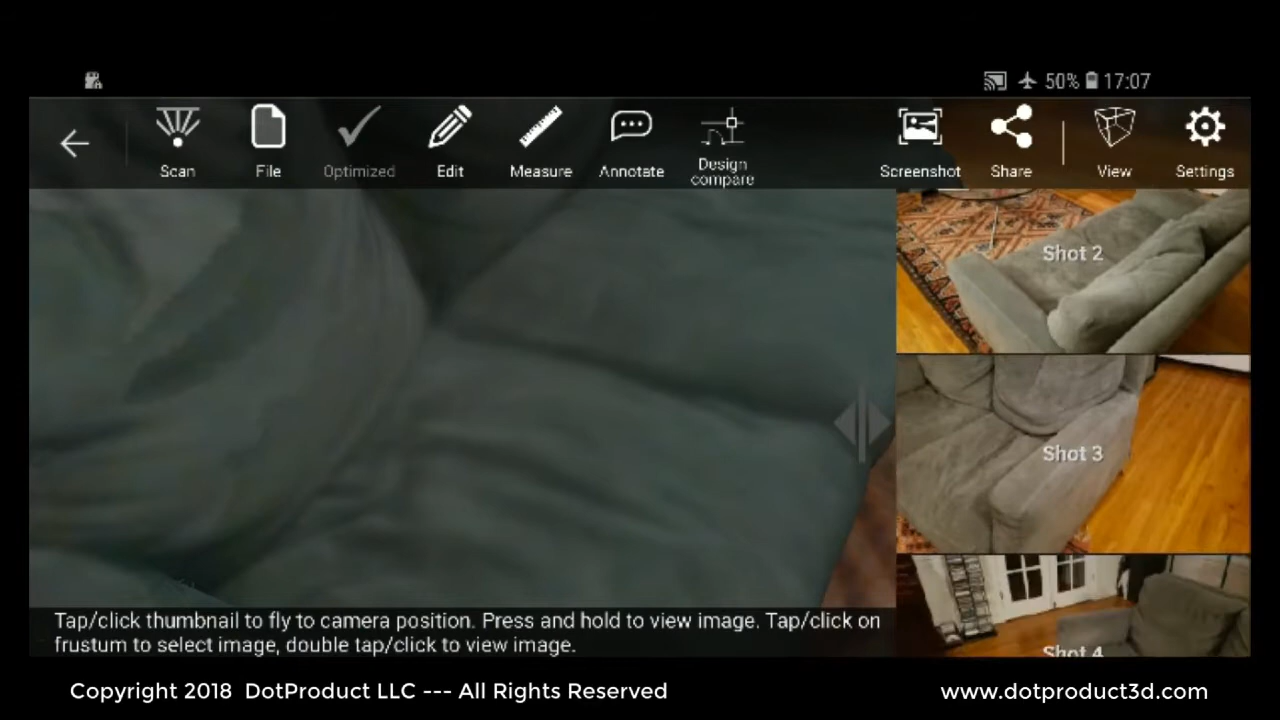 50% 17:07
Scan
File
Optimized
Edit
Measure
Annotate
Design
compare
Screenshot
Share
View
Settings
Shot 2
Shot 3
Shot 4
Tap/click thumbnail to fly to camera position. Press and hold to view image. Tap/click on
frustum to select image, double tap/click to view image.
Copyright 2018 DotProduct LLC --- All Rights Reserved
www.dotproduct3d.com